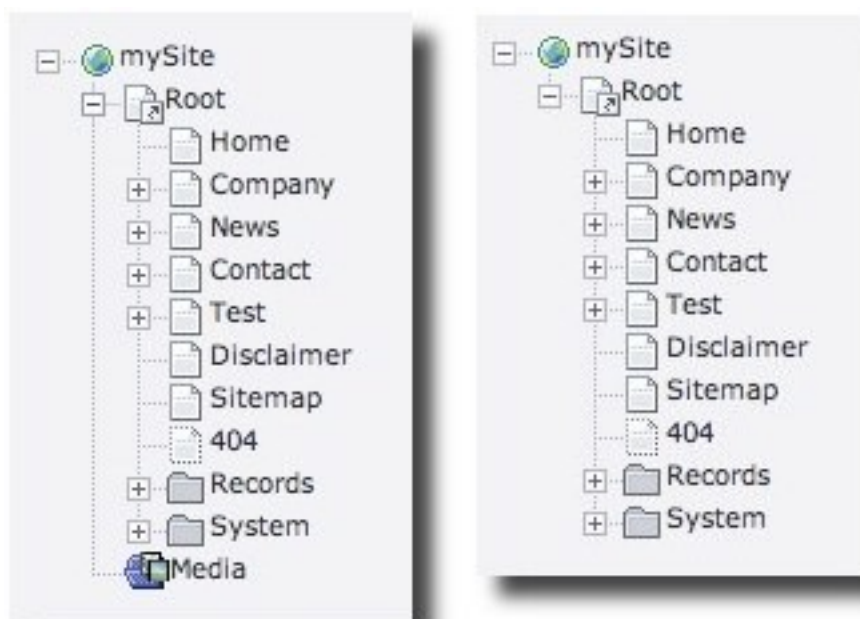 mySite
Root
Home
Company
News
Contact
Test
Disclaimer
Sitemap
404
Records
System
Media
mySite
Root
Home
Company
News
Contact
Test
Disclaimer
Sitemap
404
Records
System